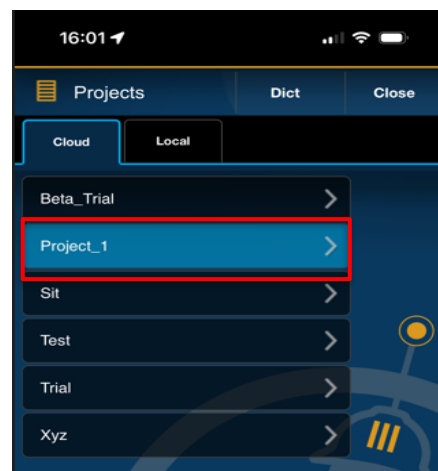 16:01
Projects Dict Close
Cloud Local
Beta_Trial
Project_1
Sit
Test
Trial
Xyz